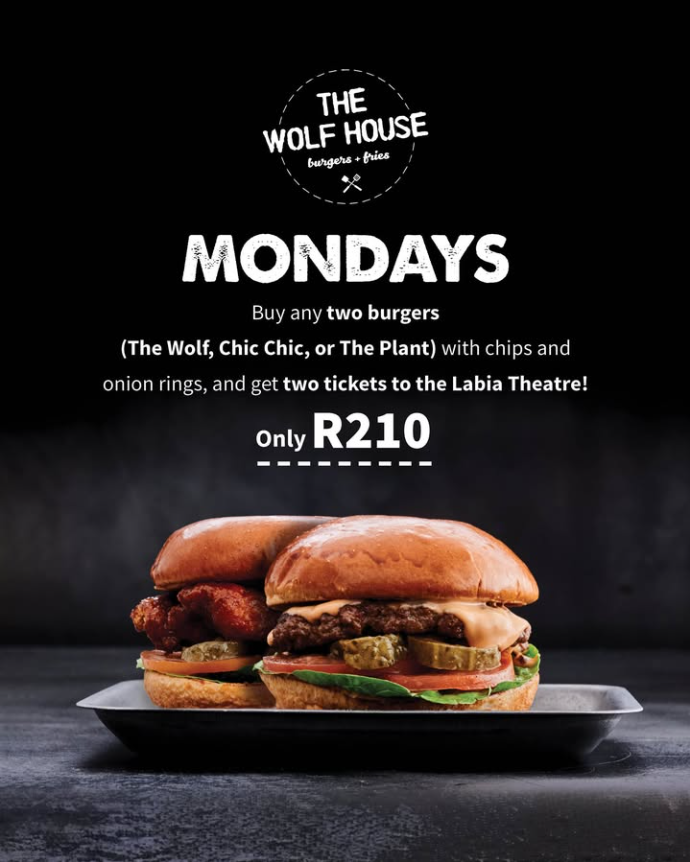 THE
WOLF HOUSE
burgers + fries
MONDAYS
Buy any two burgers
(The Wolf, Chic Chic, or The Plant) with chips and
onion rings, and get two tickets to the Labia Theatre!
Only R210